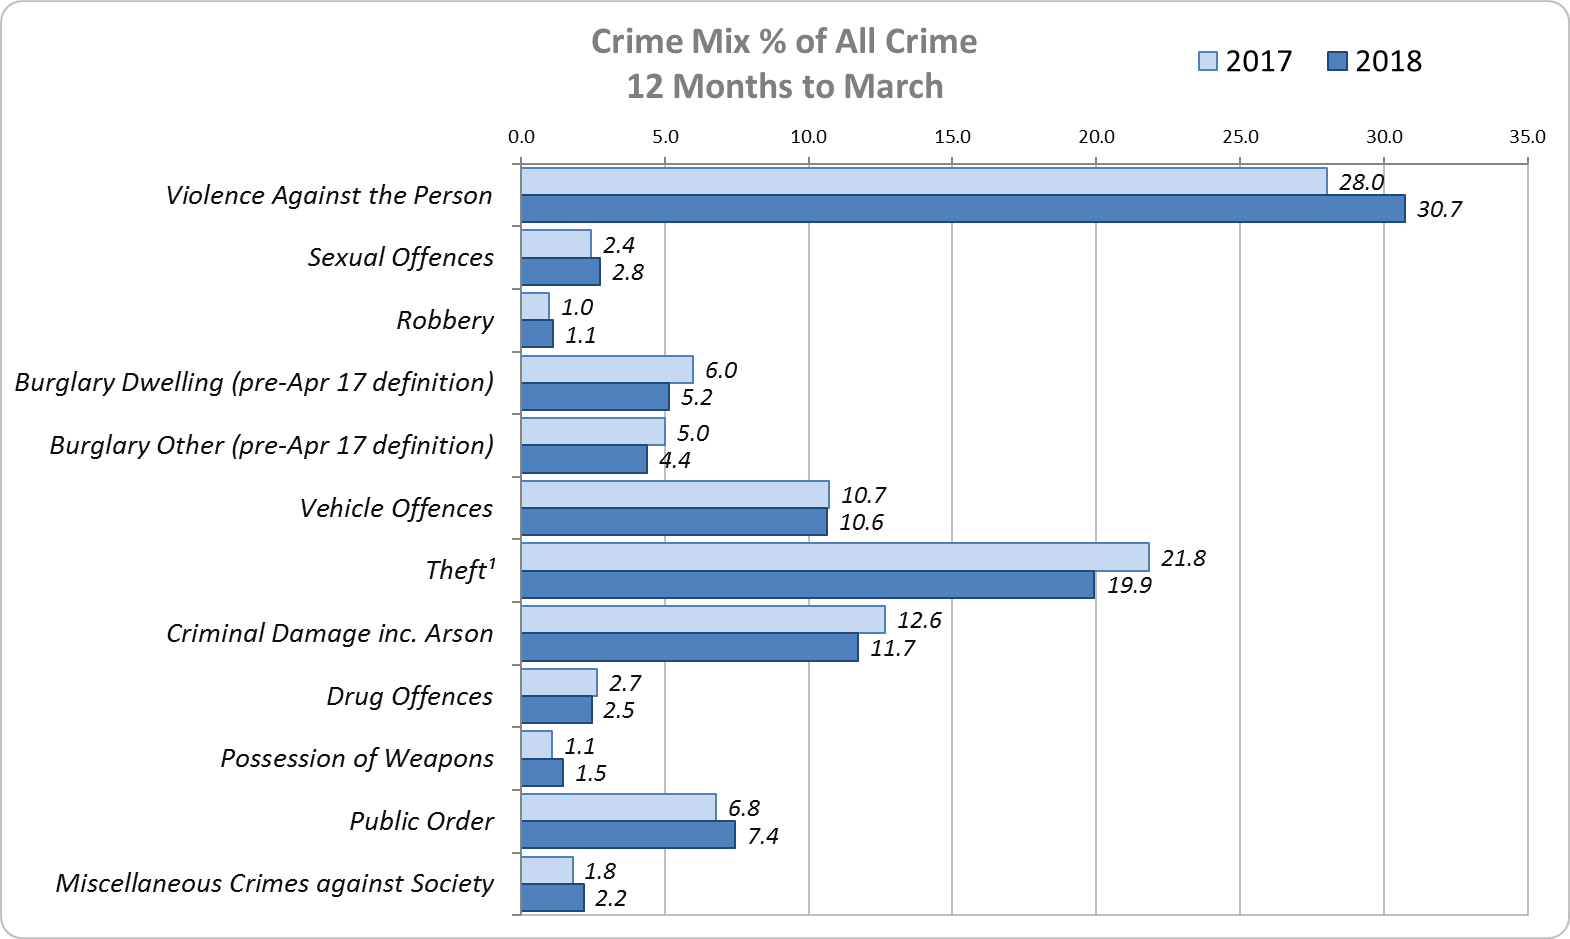 Crime Mix % of All Crime
12 Months to March
2017 2018
0.0 5.0 10.0 15.0 20.0 25.0 30.0 35.0
Violence Against the Person
28.0
30.7
Sexual Offences
2.4
2.8
Robbery
1.0
1.1
Burglary Dwelling (pre-Apr 17 definition)
6.0
5.2
Burglary Other (pre-Apr 17 definition)
5.0
4.4
Vehicle Offences
10.7
10.6
Theft¹
21.8
19.9
Criminal Damage inc. Arson
12.6
11.7
Drug Offences
2.7
2.5
Possession of Weapons
1.1
1.5
Public Order
6.8
7.4
Miscellaneous Crimes against Society
1.8
2.2